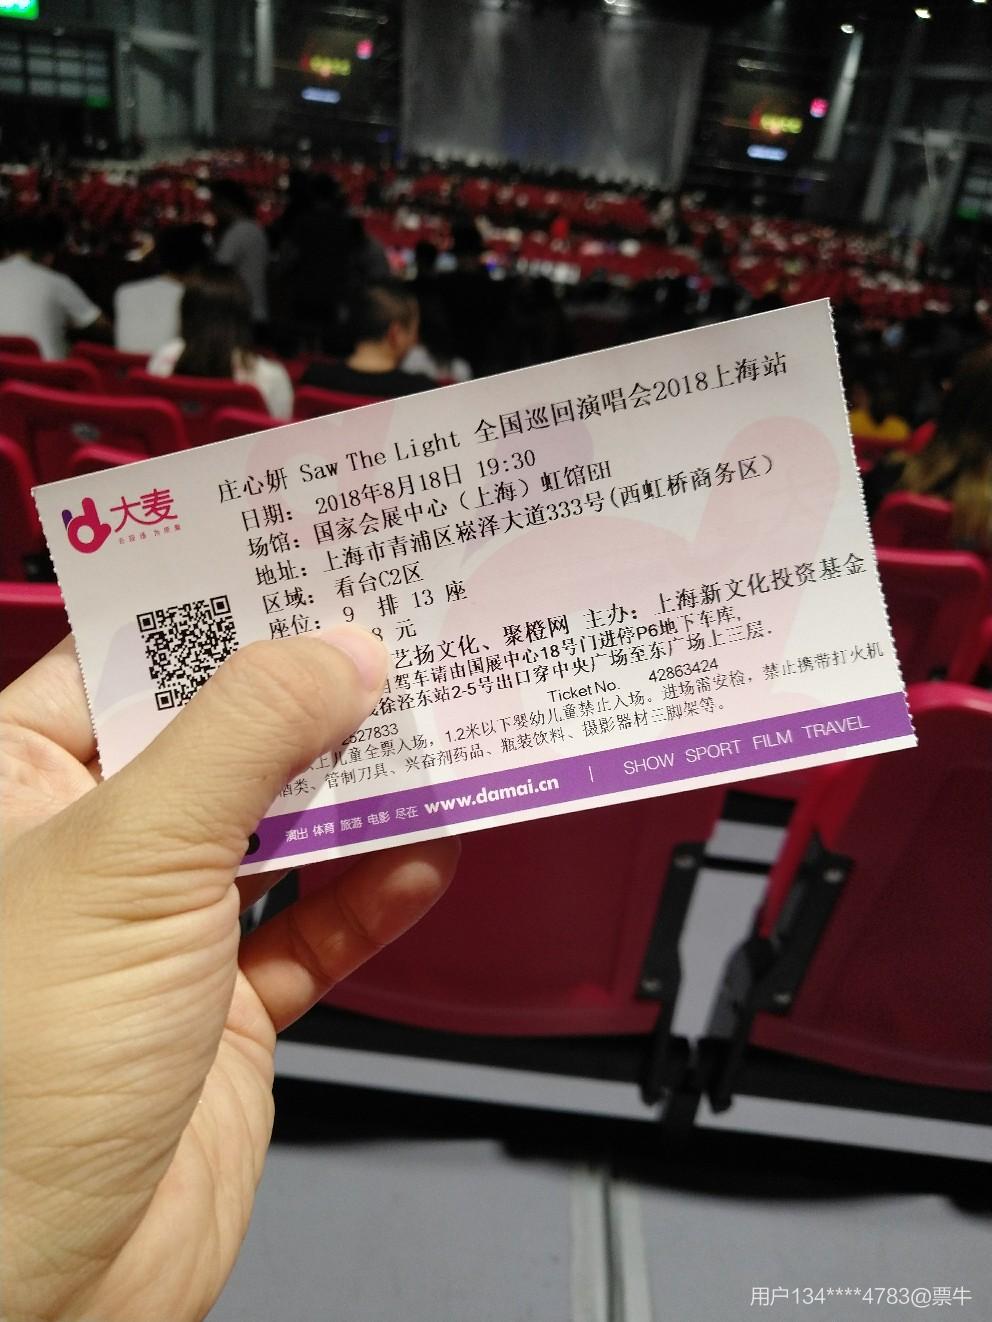 大麦
庄心妍 Saw The Light 全国巡回演唱会2018上海站
日期： 2018年8月18日 19:30
场馆： 国家会展中心（上海）虹馆EH
地址： 上海市青浦区崧泽大道333号(西虹桥商务区）
区域： 看台C2区
座位： 9 排 13 座
8 元
艺扬文化、聚橙网 主办：上海新文化投资基金
自驾车请由国展中心18号门进停P6地下车库，
徐泾东站2-5号出口穿中央广场至东广场上三层.
2527833 Ticket No. 42863424
以上儿童全票入场，1.2米以下婴幼儿童禁止入场。进场需安检，禁止携带打火机
酒类、管制刀具、兴奋剂药品、瓶装饮料、摄影器材三脚架等。
演出 体育 旅游 电影 尽在 www.damai.cn | SHOW SPORT FILM TRAVEL
用户134****4783@票牛